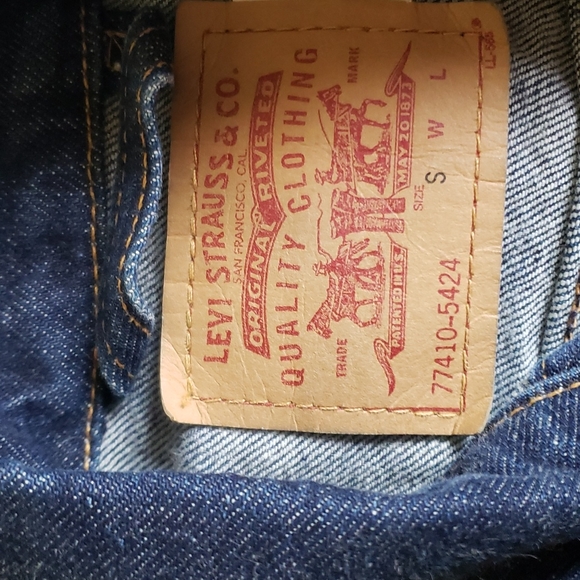 LEVI STRAUSS & CO.
SAN FRANCISCO, CAL.
ORIGINAL RIVETED
QUALITY CLOTHING
TRADE MARK
PATENTED IN U.S. MAY 20 1873
SIZE W L
S
77410-5424